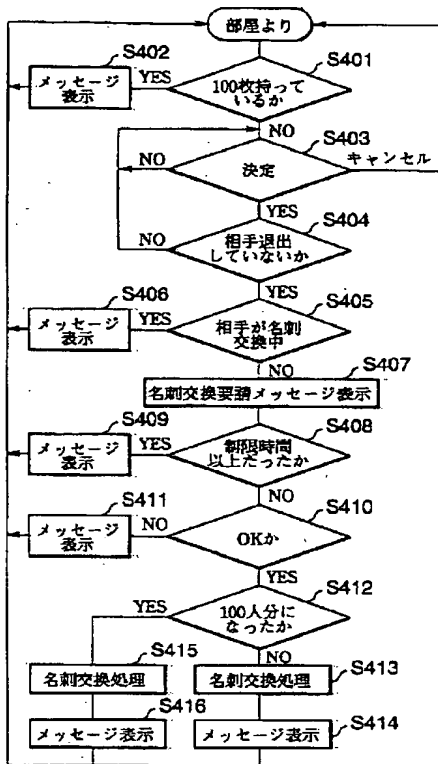 部屋より
S402
S401
メッセージ
表示
YES
100枚持って
いるか
NO
S403
NO
決定
キャンセル
YES
S404
NO
相手退出
していないか
S406
YES
S405
メッセージ
表示
YES
相手が名刺
交換中
NO
S407
名刺交換要請メッセージ表示
S409
S408
メッセージ
表示
YES
制限時間
以上たったか
S411
NO
S410
メッセージ
表示
NO
OKか
YES
S412
YES
100人分に
なったか
S415
NO
S413
名刺交換処理
名刺交換処理
S416
S414
メッセージ表示
メッセージ表示